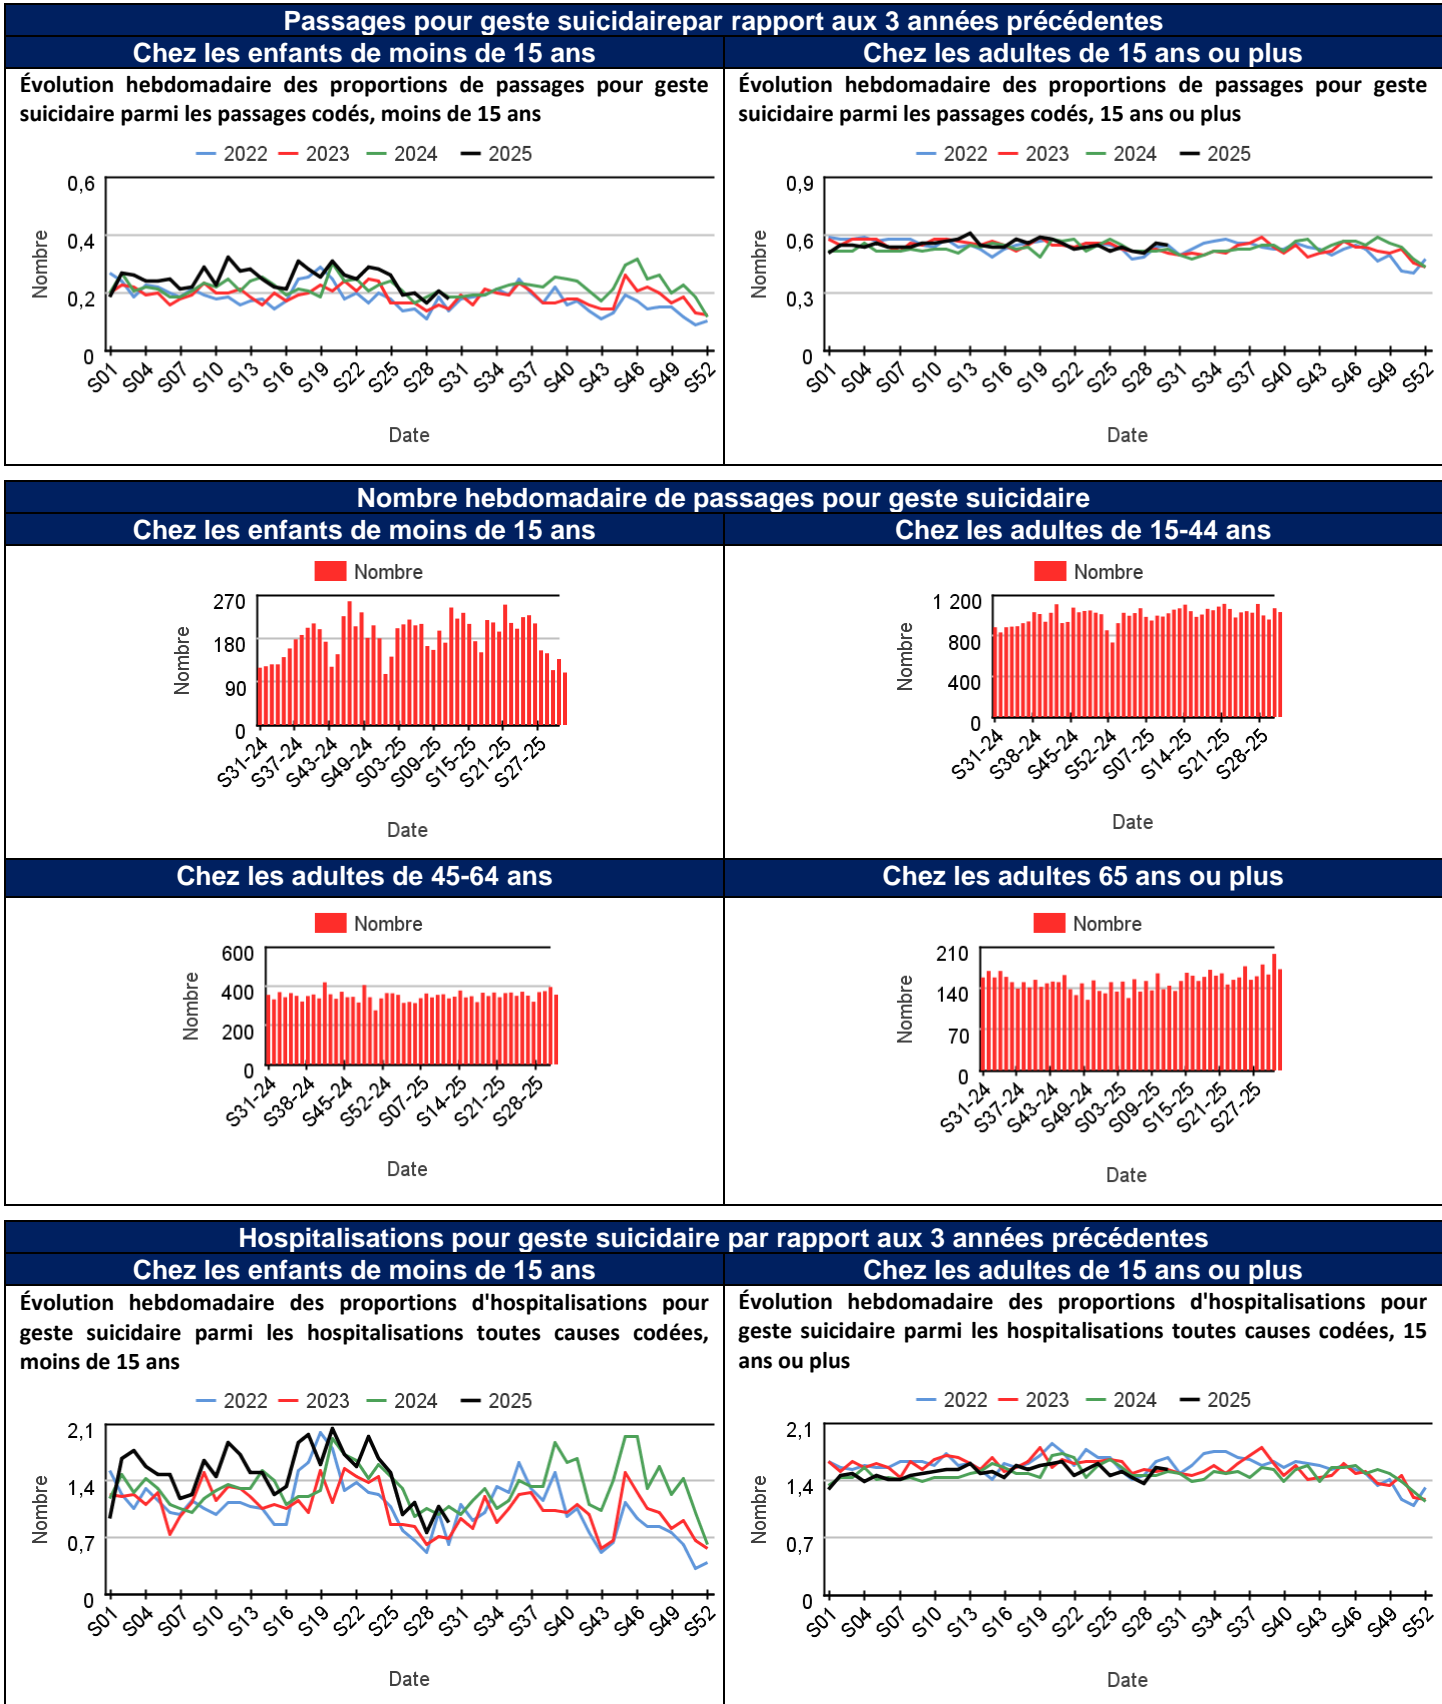 Passages pour geste suicidairepar rapport aux 3 années précédentes
Chez les enfants de moins de 15 ans
Chez les adultes de 15 ans ou plus
Évolution hebdomadaire des proportions de passages pour geste
suicidaire parmi les passages codés, moins de 15 ans
Évolution hebdomadaire des proportions de passages pour geste
suicidaire parmi les passages codés, 15 ans ou plus
2022 2023 2024 2025
0,6
0,4
0,2
0
Nombre
S01 S04 S07 S10 S13 S16 S19 S22 S25 S28 S31 S34 S37 S40 S43 S46 S49 S52
Date
2022 2023 2024 2025
0,9
0,6
0,3
0
Nombre
S01 S04 S07 S10 S13 S16 S19 S22 S25 S28 S31 S34 S37 S40 S43 S46 S49 S52
Date
Nombre hebdomadaire de passages pour geste suicidaire
Chez les enfants de moins de 15 ans
Chez les adultes de 15-44 ans
Nombre
270
180
90
0
Nombre
S31-24 S37-24 S43-24 S49-24 S03-25 S09-25 S15-25 S21-25 S27-25
Date
Nombre
1 200
800
400
0
Nombre
S31-24 S38-24 S45-24 S52-24 S07-25 S14-25 S21-25 S28-25
Date
Chez les adultes de 45-64 ans
Chez les adultes 65 ans ou plus
Nombre
600
400
200
0
Nombre
S31-24 S38-24 S45-24 S52-24 S07-25 S14-25 S21-25 S28-25
Date
Nombre
210
140
70
0
Nombre
S31-24 S37-24 S43-24 S49-24 S03-25 S09-25 S15-25 S21-25 S27-25
Date
Hospitalisations pour geste suicidaire par rapport aux 3 années précédentes
Chez les enfants de moins de 15 ans
Chez les adultes de 15 ans ou plus
Évolution hebdomadaire des proportions d'hospitalisations pour
geste suicidaire parmi les hospitalisations toutes causes codées,
moins de 15 ans
Évolution hebdomadaire des proportions d'hospitalisations pour
geste suicidaire parmi les hospitalisations toutes causes codées, 15
ans ou plus
2022 2023 2024 2025
2,1
1,4
0,7
0
Nombre
S01 S04 S07 S10 S13 S16 S19 S22 S25 S28 S31 S34 S37 S40 S43 S46 S49 S52
Date
2022 2023 2024 2025
2,1
1,4
0,7
0
Nombre
S01 S04 S07 S10 S13 S16 S19 S22 S25 S28 S31 S34 S37 S40 S43 S46 S49 S52
Date